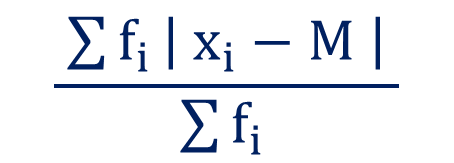 ∑ fᵢ | xᵢ − M |
∑ fᵢ